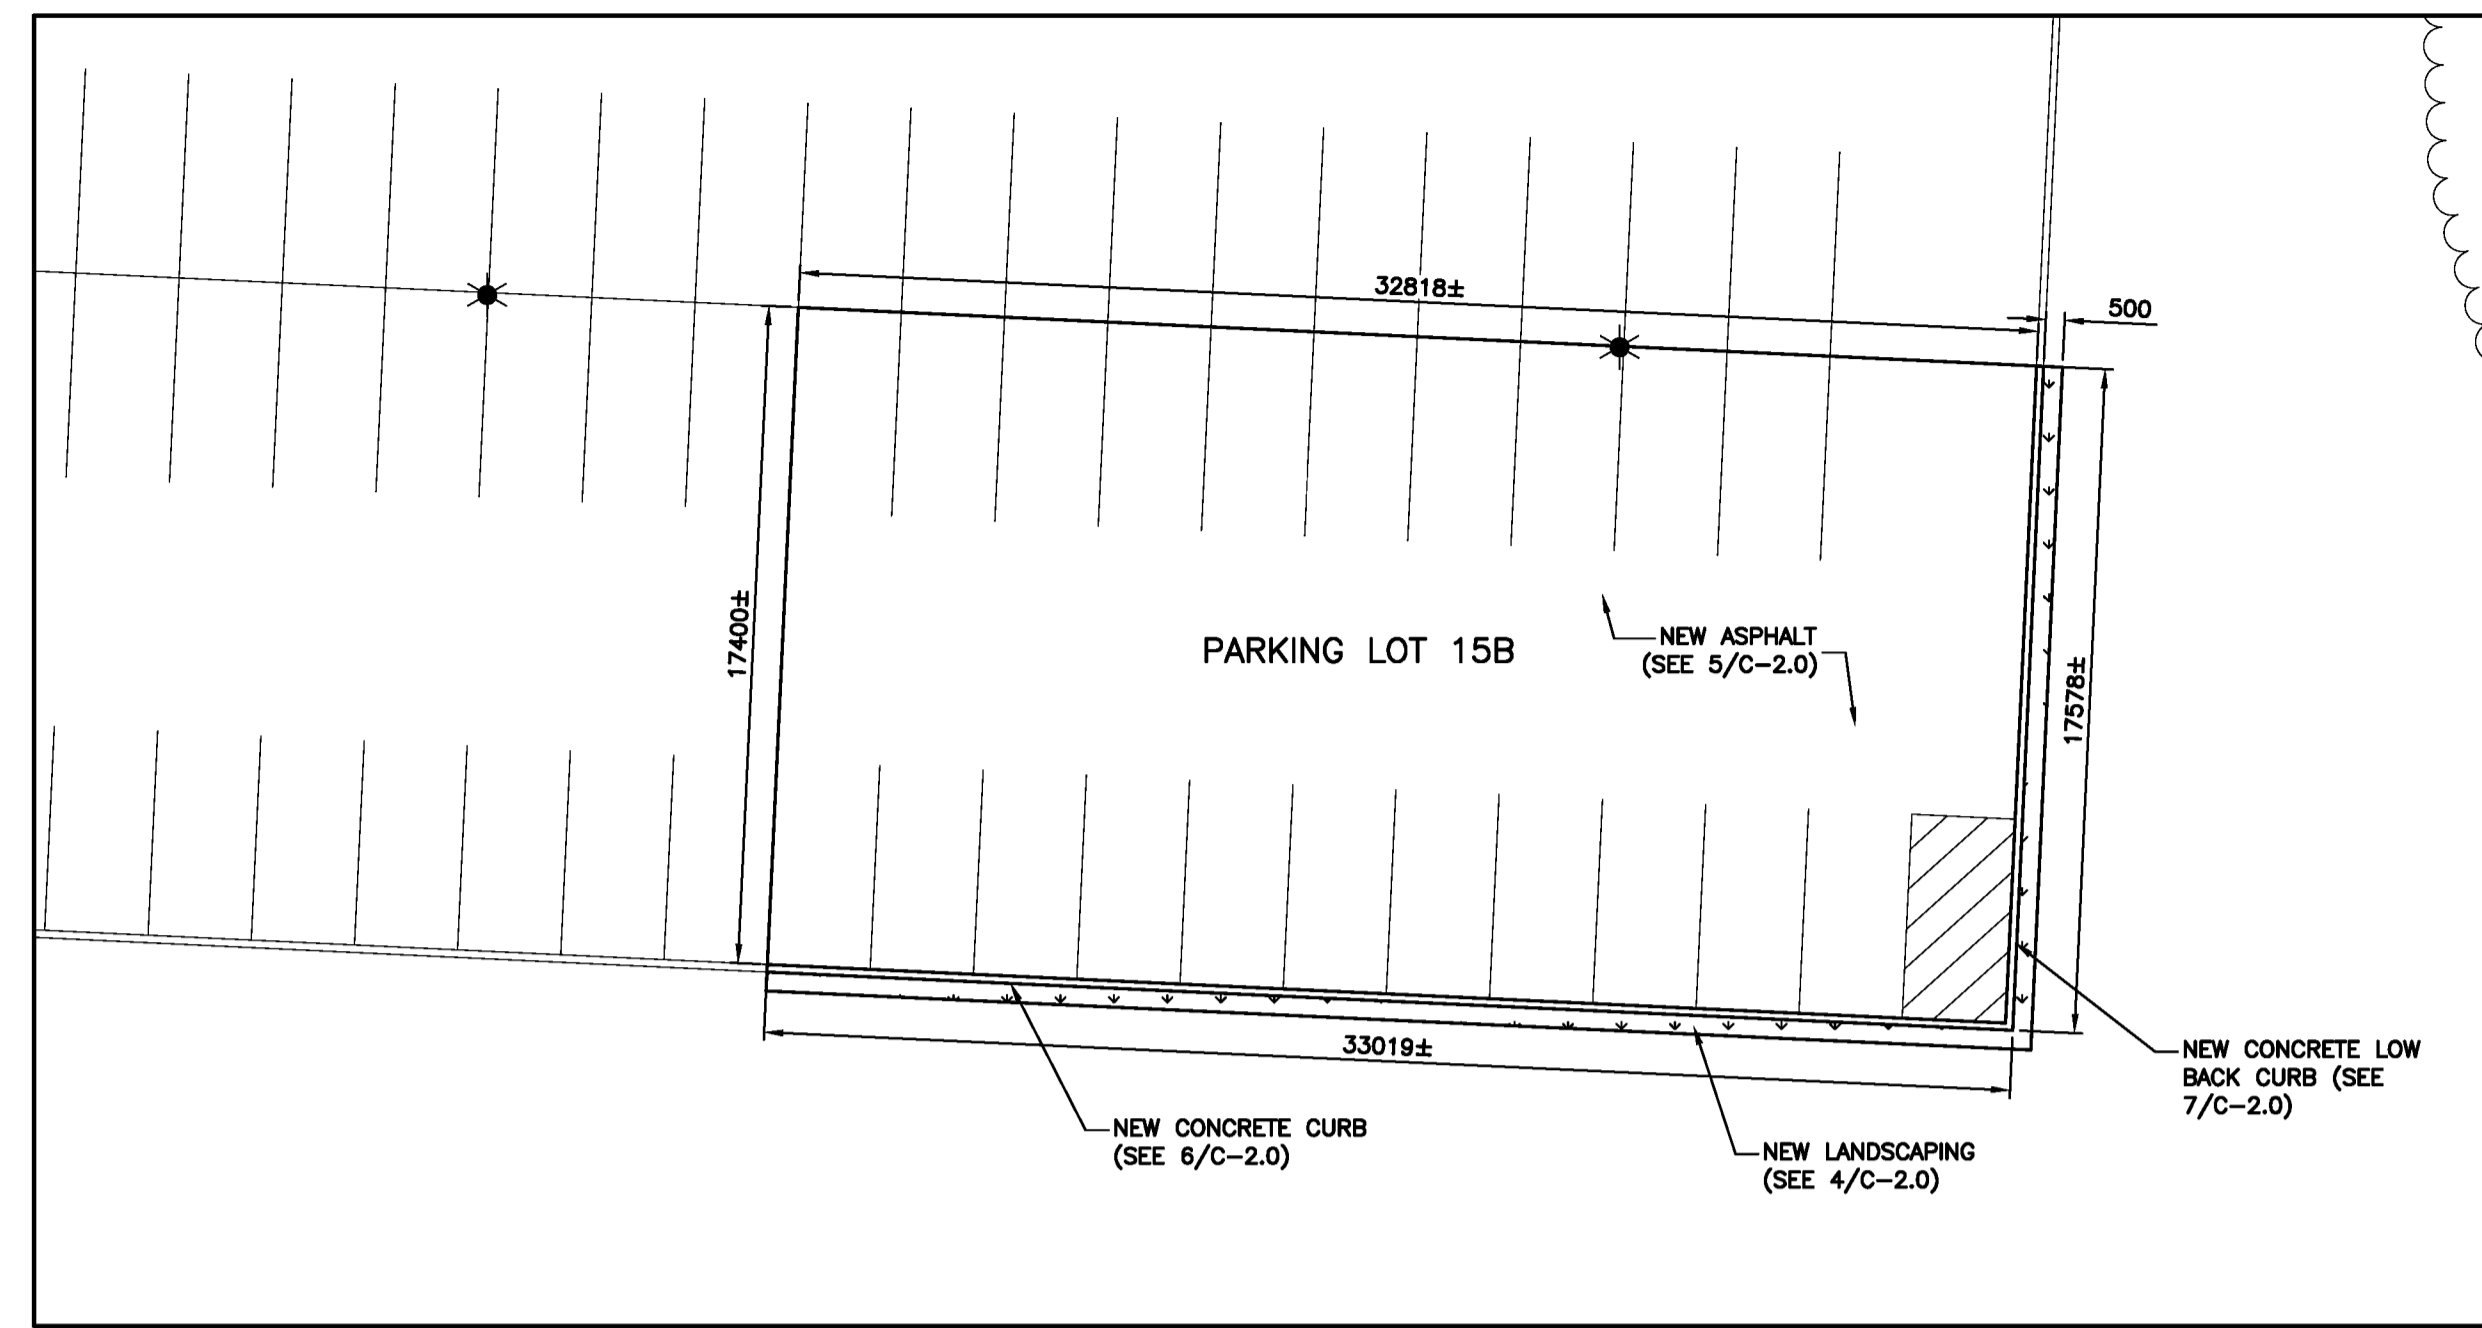 32818±
500
17400±
PARKING LOT 15B
NEW ASPHALT
(SEE 5/C-2.0)
17578±
33019±
NEW CONCRETE LOW
BACK CURB (SEE
7/C-2.0)
NEW CONCRETE CURB
(SEE 6/C-2.0)
NEW LANDSCAPING
(SEE 4/C-2.0)